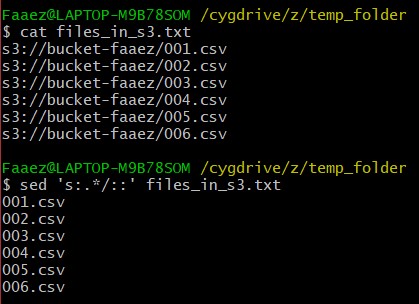 Faaez@LAPTOP-M9B78SOM /cygdrive/z/temp_folder
$ cat files_in_s3.txt
s3://bucket-faaez/001.csv
s3://bucket-faaez/002.csv
s3://bucket-faaez/003.csv
s3://bucket-faaez/004.csv
s3://bucket-faaez/005.csv
s3://bucket-faaez/006.csv
Faaez@LAPTOP-M9B78SOM /cygdrive/z/temp_folder
$ sed 's:.*/::' files_in_s3.txt
001.csv
002.csv
003.csv
004.csv
005.csv
006.csv